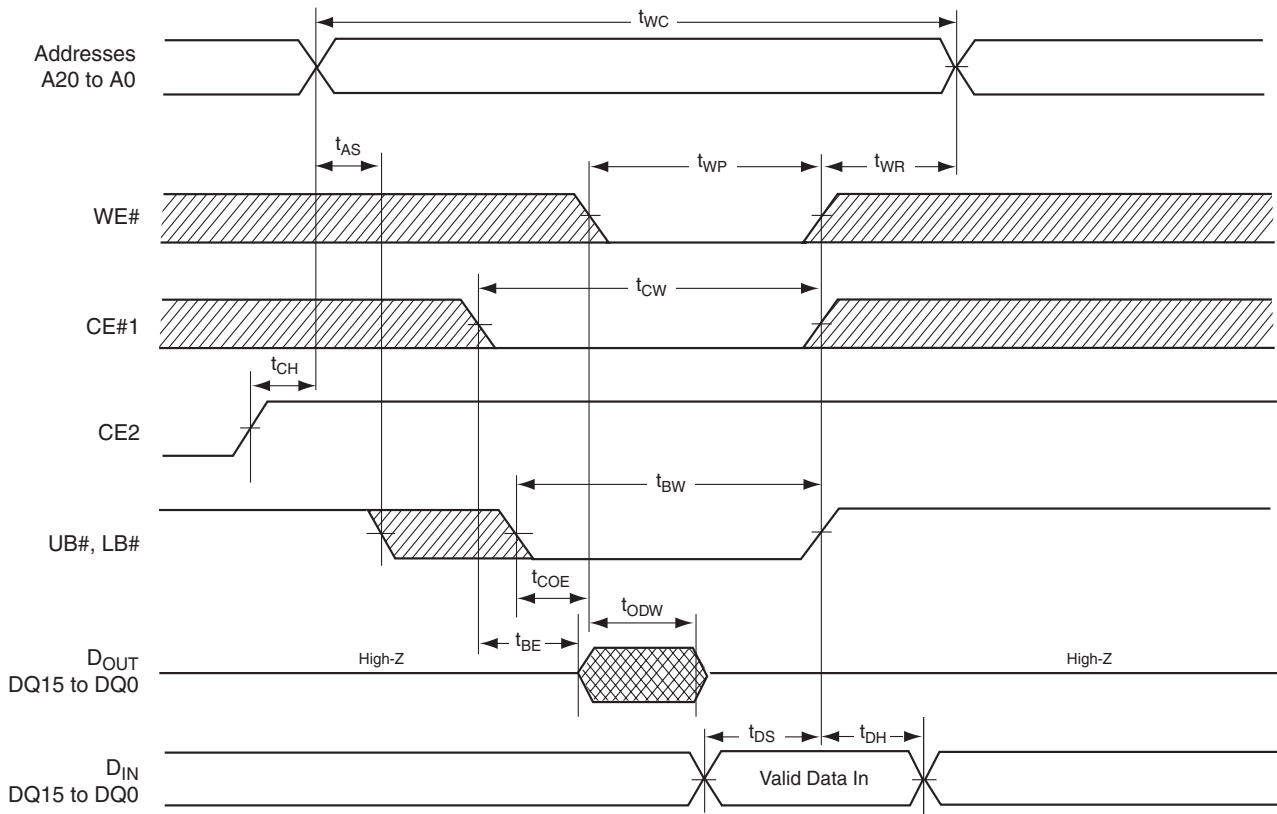 tWC
Addresses
A20 to A0
tAS
tWP
tWR
WE#
tCW
CE#1
tCH
CE2
tBW
UB#, LB#
tCOE
tODW
tBE
DOUT
DQ15 to DQ0
High-Z
High-Z
tDS
tDH
DIN
DQ15 to DQ0
Valid Data In